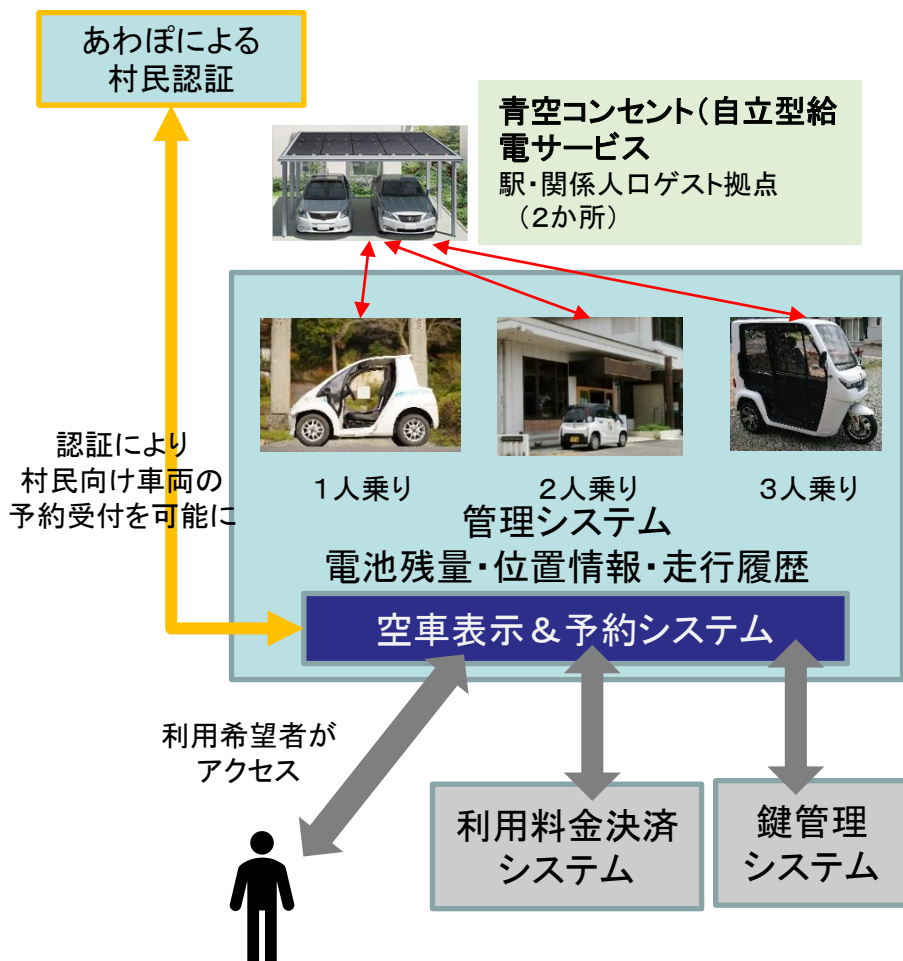 あわぽによる
村民認証
青空コンセント(自立型給
電サービス
駅・関係人口ゲスト拠点
(2か所)
認証により
村民向け車両の
予約受付を可能に
1人乗り
2人乗り
3人乗り
管理システム
電池残量・位置情報・走行履歴
空車表示&予約システム
利用希望者が
アクセス
利用料金決済
システム
鍵管理
システム